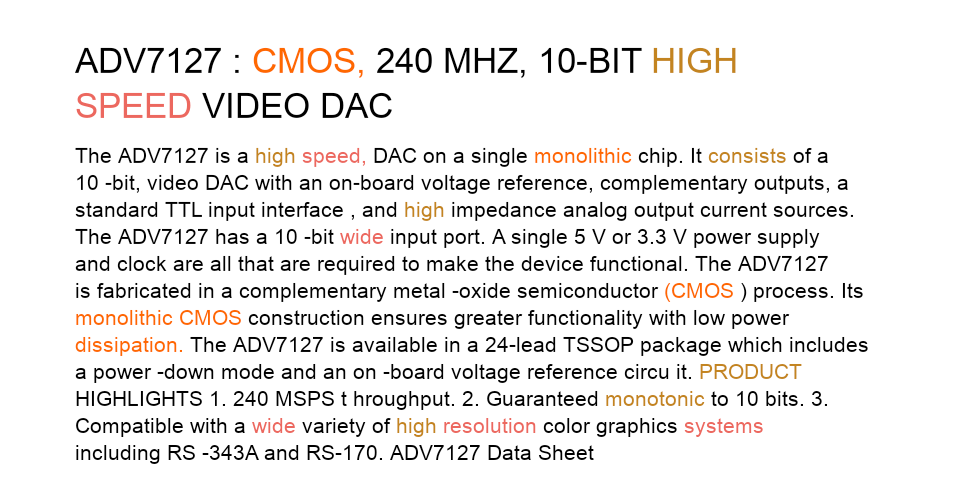 ADV7127 : CMOS, 240 MHZ, 10-BIT HIGH
SPEED VIDEO DAC
The ADV7127 is a high speed, DAC on a single monolithic chip. It consists of a
10 -bit, video DAC with an on-board voltage reference, complementary outputs, a
standard TTL input interface , and high impedance analog output current sources.
The ADV7127 has a 10 -bit wide input port. A single 5 V or 3.3 V power supply
and clock are all that are required to make the device functional. The ADV7127
is fabricated in a complementary metal -oxide semiconductor (CMOS ) process. Its
monolithic CMOS construction ensures greater functionality with low power
dissipation. The ADV7127 is available in a 24-lead TSSOP package which includes
a power -down mode and an on -board voltage reference circu it. PRODUCT
HIGHLIGHTS 1. 240 MSPS t hroughput. 2. Guaranteed monotonic to 10 bits. 3.
Compatible with a wide variety of high resolution color graphics systems
including RS -343A and RS-170. ADV7127 Data Sheet